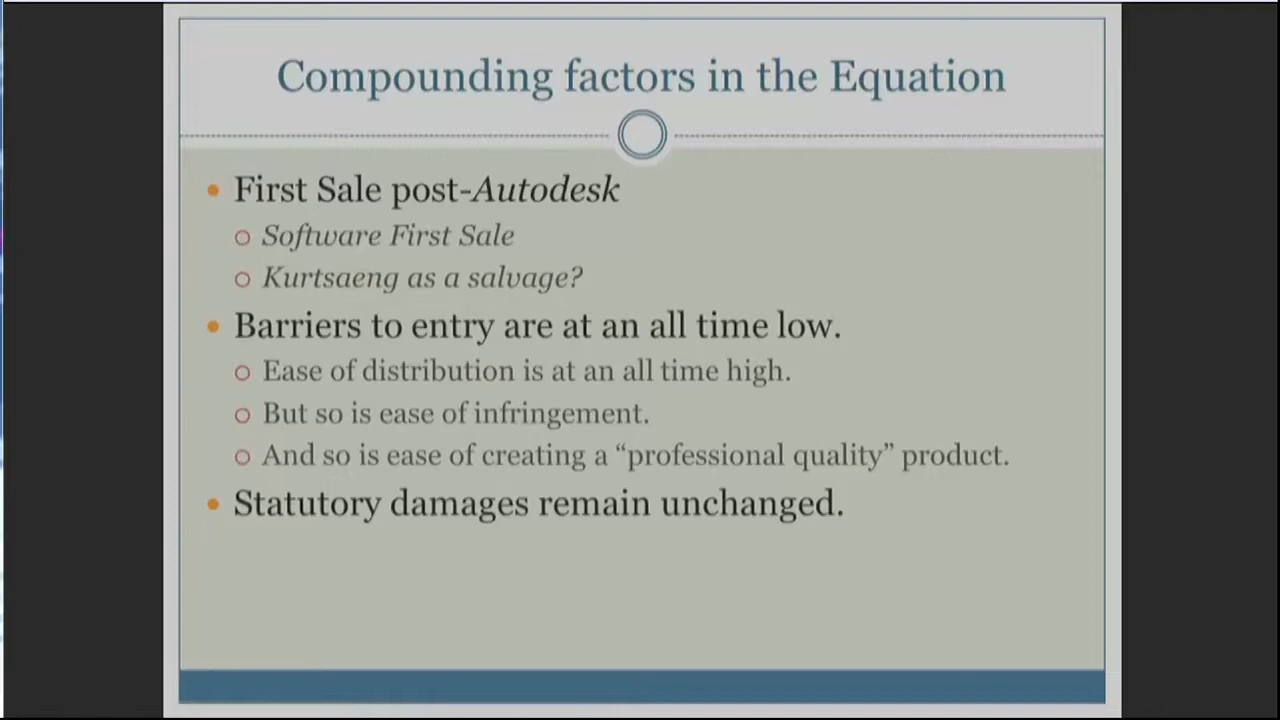 Compounding factors in the Equation
First Sale post-Autodesk
Software First Sale
Kurtsaeng as a salvage?
Barriers to entry are at an all time low.
Ease of distribution is at an all time high.
But so is ease of infringement.
And so is ease of creating a “professional quality” product.
Statutory damages remain unchanged.